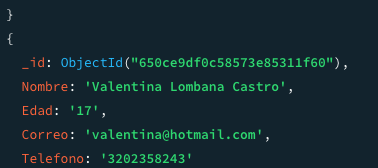 }
{
_id: ObjectId("650ce9df0c58573e85311f60"),
Nombre: 'Valentina Lombana Castro',
Edad: '17',
Correo: 'valentina@hotmail.com',
Telefono: '3202358243'